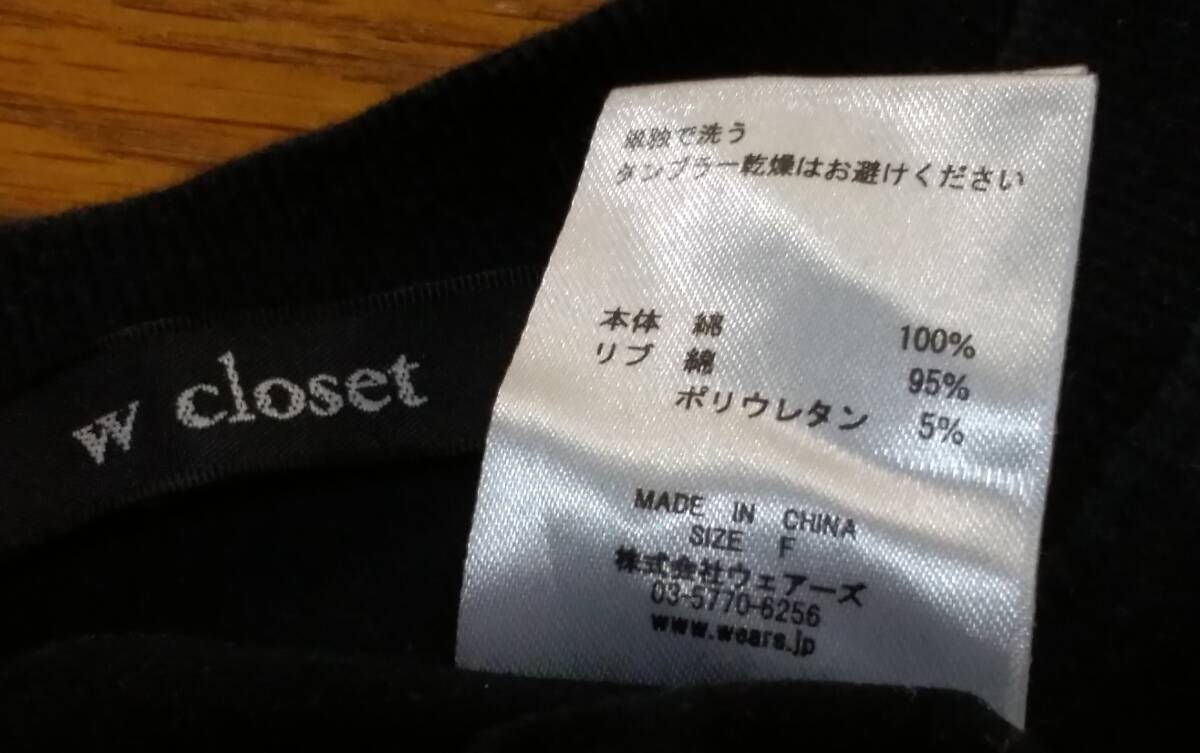 w closet
単独で洗う
タンブラー乾燥はお避けください
本体 綿 100%
リブ 綿 95%
ポリウレタン 5%
MADE IN CHINA
SIZE F
株式会社ウェアーズ
03-5770-6256
www.wears.jp